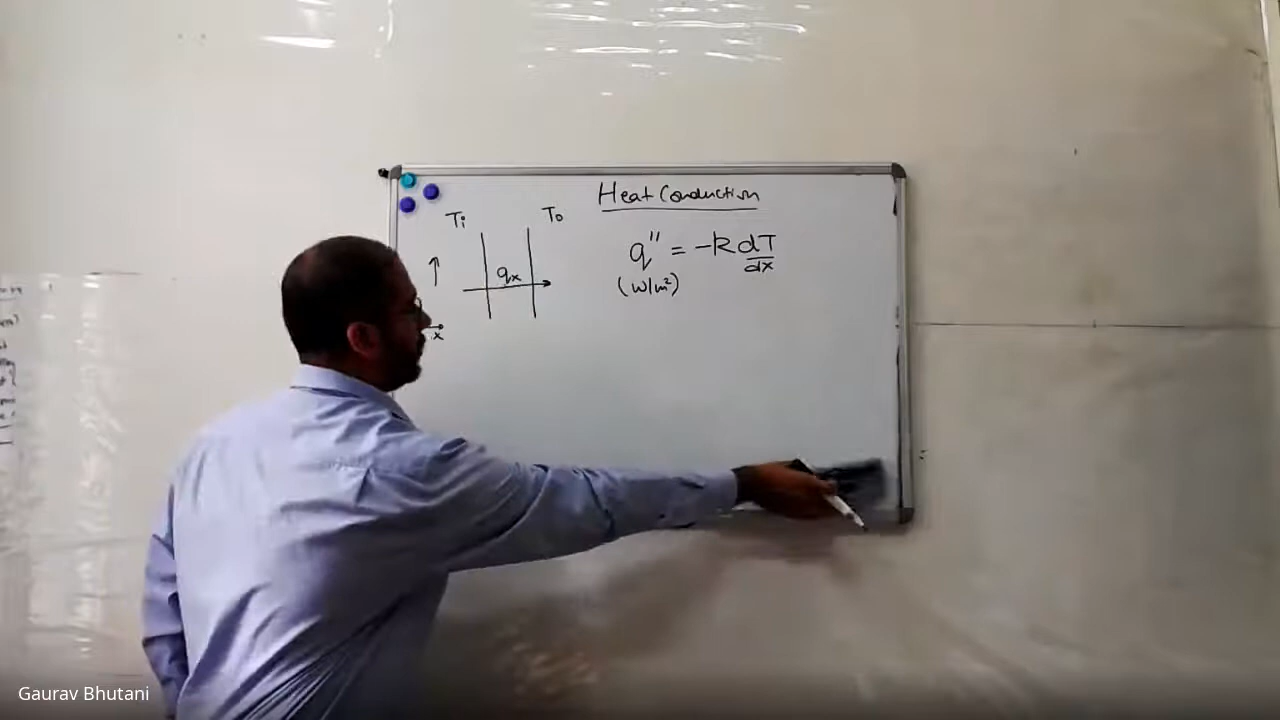 Heat Conduction
Ti
To
qx
x
q" = -k dT/dx
(W/m²)
Gaurav Bhutani